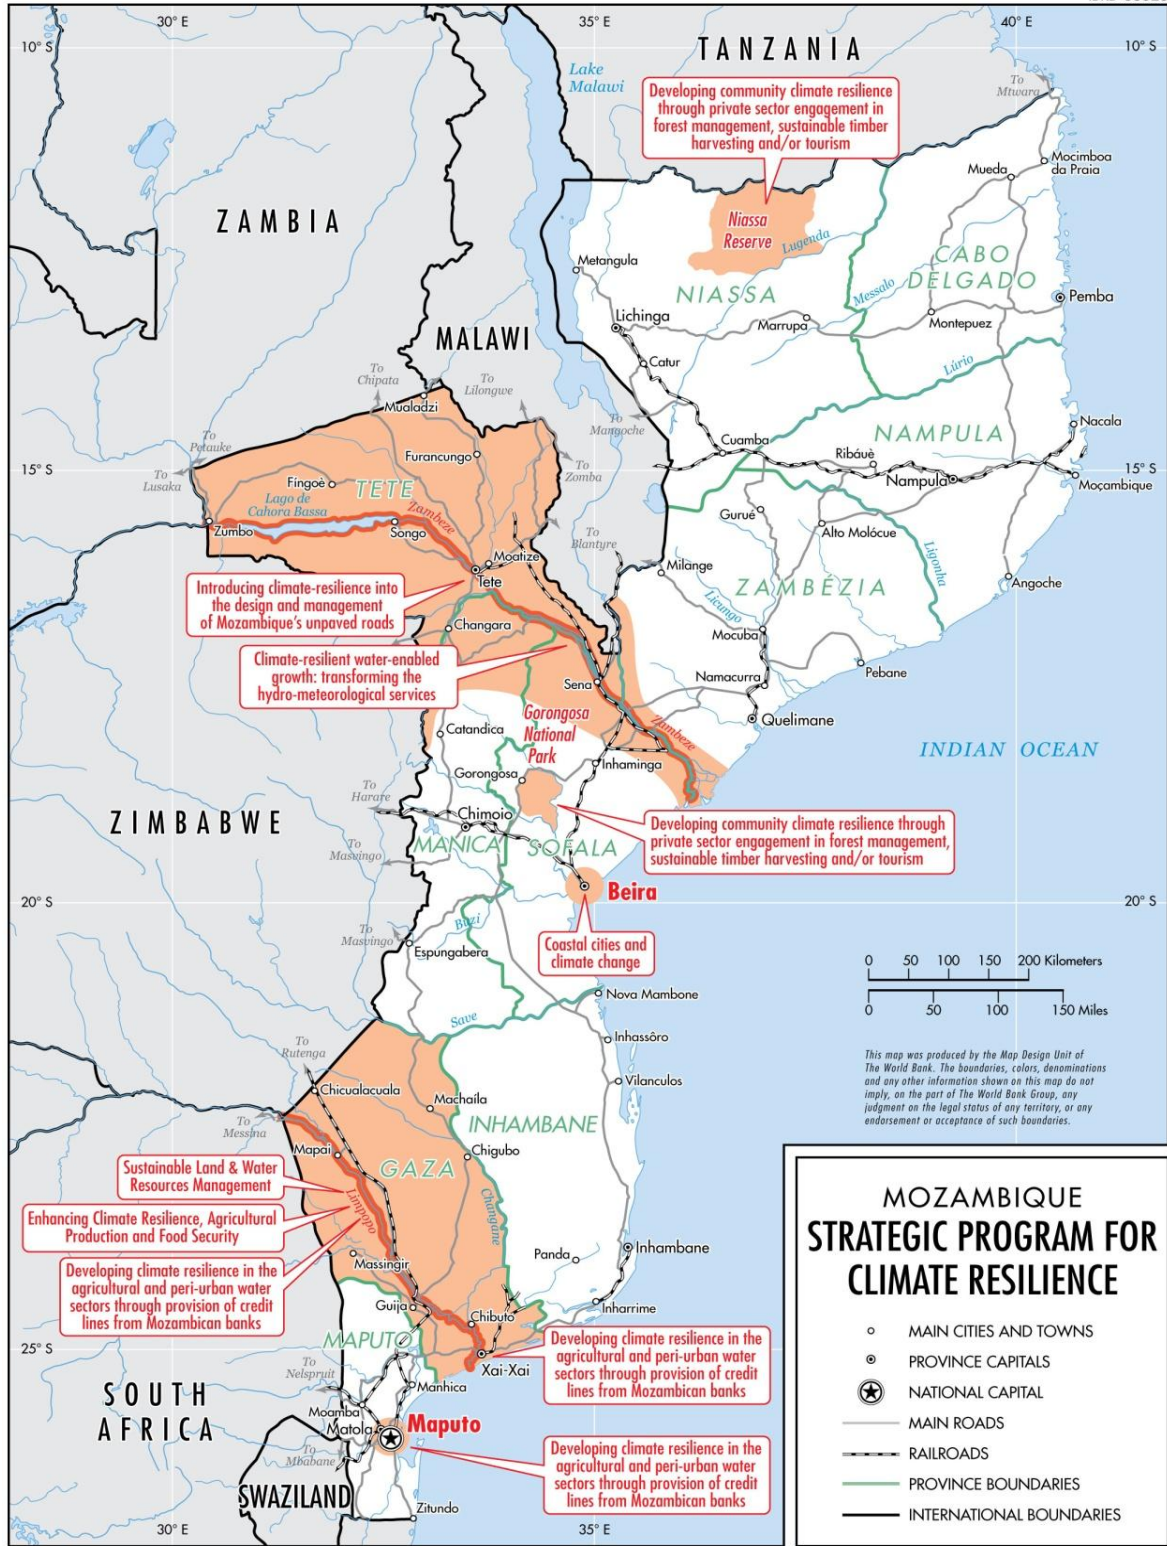 30° E
35° E
40° E
10° S
10° S
TANZANIA
Lake
Malawi
To
Mtwara
Developing community climate resilience
through private sector engagement in
forest management, sustainable timber
harvesting and/or tourism
Mueda
Mocimboa
da Praia
ZAMBIA
Niassa
Reserve
Lugenda
Metangula
CABO
DELGADO
NIASSA
Messalo
Pemba
Lichinga
Marrupa
Montepuez
MALAWI
Catur
Lúrio
To
Chipata
To
Lilongwe
Mualadzi
To
Mangoche
Nacala
To
Petauke
Furancungo
Cuamba
NAMPULA
Ribáuè
To
Lusaka
To
Zomba
15° S
15° S
Fíngoè
TETE
Nampula
Moçambique
Lago de
Cahora Bassa
Zambeze
Zumbo
Songo
Gurué
Alto Molócue
To
Blantyre
Ligonha
Moatize
Milànge
Tete
Angoche
Introducing climate-resilience into
the design and management
of Mozambique's unpaved roads
ZAMBÉZIA
Licungo
Changara
Mocuba
Climate-resilient water-enabled
growth: transforming the
hydro-meteorological services
Pebane
Sena
Namacurra
Gorongosa
National
Park
Zambeze
Quelimane
Catandica
INDIAN OCEAN
Inhaminga
Gorongosa
To
Harare
ZIMBABWE
Chimoio
Developing community climate resilience through
private sector engagement in forest management,
sustainable timber harvesting and/or tourism
MANICA
SOFALA
To
Masvingo
Beira
20° S
20° S
Buzi
To
Masvingo
Espungabera
Coastal cities and
climate change
0 50 100 150 200 Kilometers
0 50 100 150 Miles
Nova Mambone
Save
To
Rutenga
Inhassôro
This map was produced by the Map Design Unit of
The World Bank. The boundaries, colors, denominations
and any other information shown on this map do not
imply, on the part of The World Bank Group, any
judgment on the legal status of any territory, or any
endorsement or acceptance of such boundaries.
Vilanculos
Chicualacuala
Machaila
To
Messina
INHAMBANE
Mapai
Chigubo
GAZA
Sustainable Land & Water
Resources Management
Limpopo
Changane
Enhancing Climate Resilience, Agricultural
Production and Food Security
Panda
Inhambane
Massingir
Developing climate resilience in the
agricultural and peri-urban water
sectors through provision of credit
lines from Mozambican banks
Guija
Chibuto
Inharrime
MAPUTO
25° S
Xai-Xai
Developing climate resilience in the
agricultural and peri-urban water
sectors through provision of credit
lines from Mozambican banks
To
Nelspruit
Manhica
SOUTH
AFRICA
Moamba
Matola
Maputo
To
Mbabane
Developing climate resilience in the
agricultural and peri-urban water
sectors through provision of credit
lines from Mozambican banks
SWAZILAND
Zitundo
30° E
35° E
MOZAMBIQUE
STRATEGIC PROGRAM FOR
CLIMATE RESILIENCE
MAIN CITIES AND TOWNS
PROVINCE CAPITALS
NATIONAL CAPITAL
MAIN ROADS
RAILROADS
PROVINCE BOUNDARIES
INTERNATIONAL BOUNDARIES